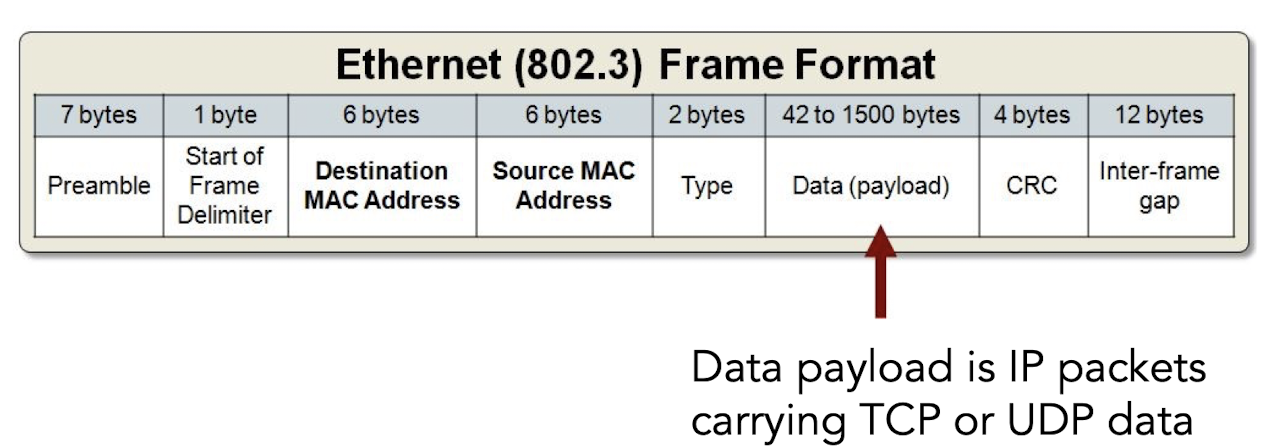 Ethernet (802.3) Frame Format
7 bytes 1 byte 6 bytes 6 bytes 2 bytes 42 to 1500 bytes 4 bytes 12 bytes
Preamble
Start of
Frame
Delimiter
Destination
MAC Address
Source MAC
Address
Type
Data (payload)
CRC
Inter-frame
gap
Data payload is IP packets
carrying TCP or UDP data